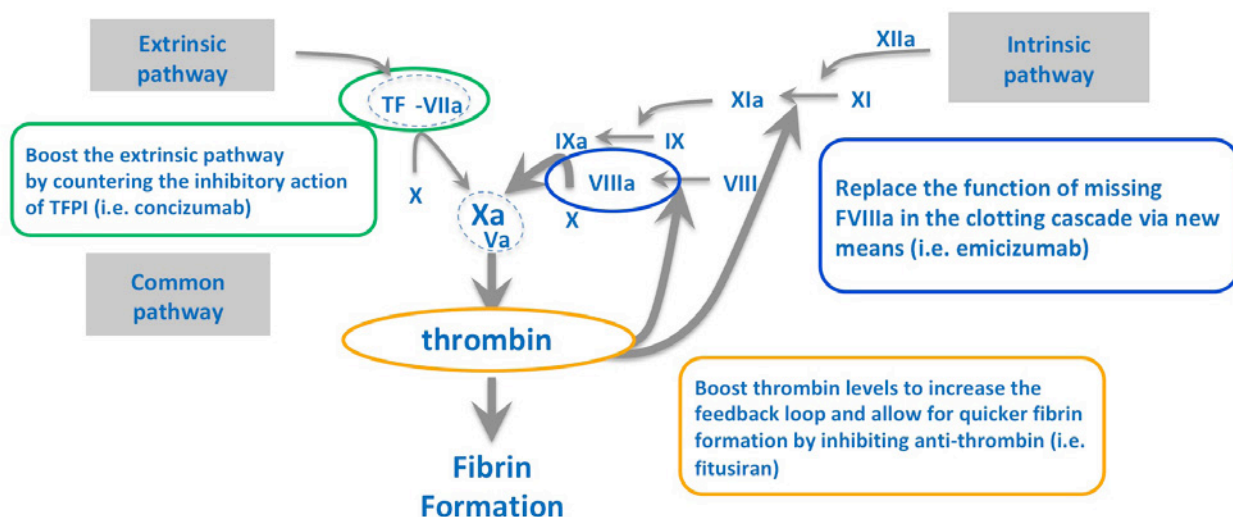 Extrinsic
pathway
XIIa
Intrinsic
pathway
TF -VIIa
XIa
XI
Boost the extrinsic pathway
by countering the inhibitory action
of TFPI (i.e. concizumab)
X
IXa
IX
VIIIa
VIII
X
Xa
Va
Replace the function of missing
FVIIIa in the clotting cascade via new
means (i.e. emicizumab)
Common
pathway
thrombin
Boost thrombin levels to increase the
feedback loop and allow for quicker fibrin
formation by inhibiting anti-thrombin (i.e.
fitusiran)
Fibrin
Formation